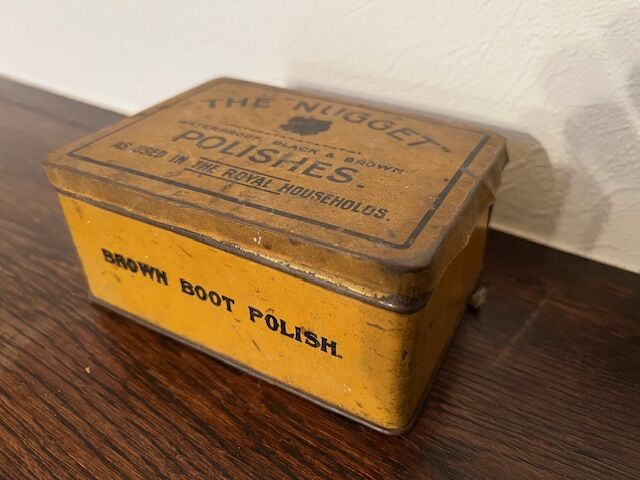 "THE NUGGET"
WATERPROOF, BLACK & BROWN
POLISHES.
AS USED IN THE ROYAL HOUSEHOLDS.
BROWN BOOT POLISH.